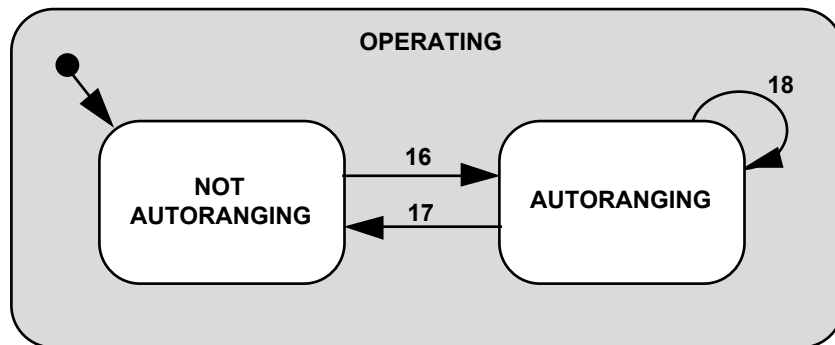 OPERATING
18
16
NOT
AUTORANGING
AUTORANGING
17